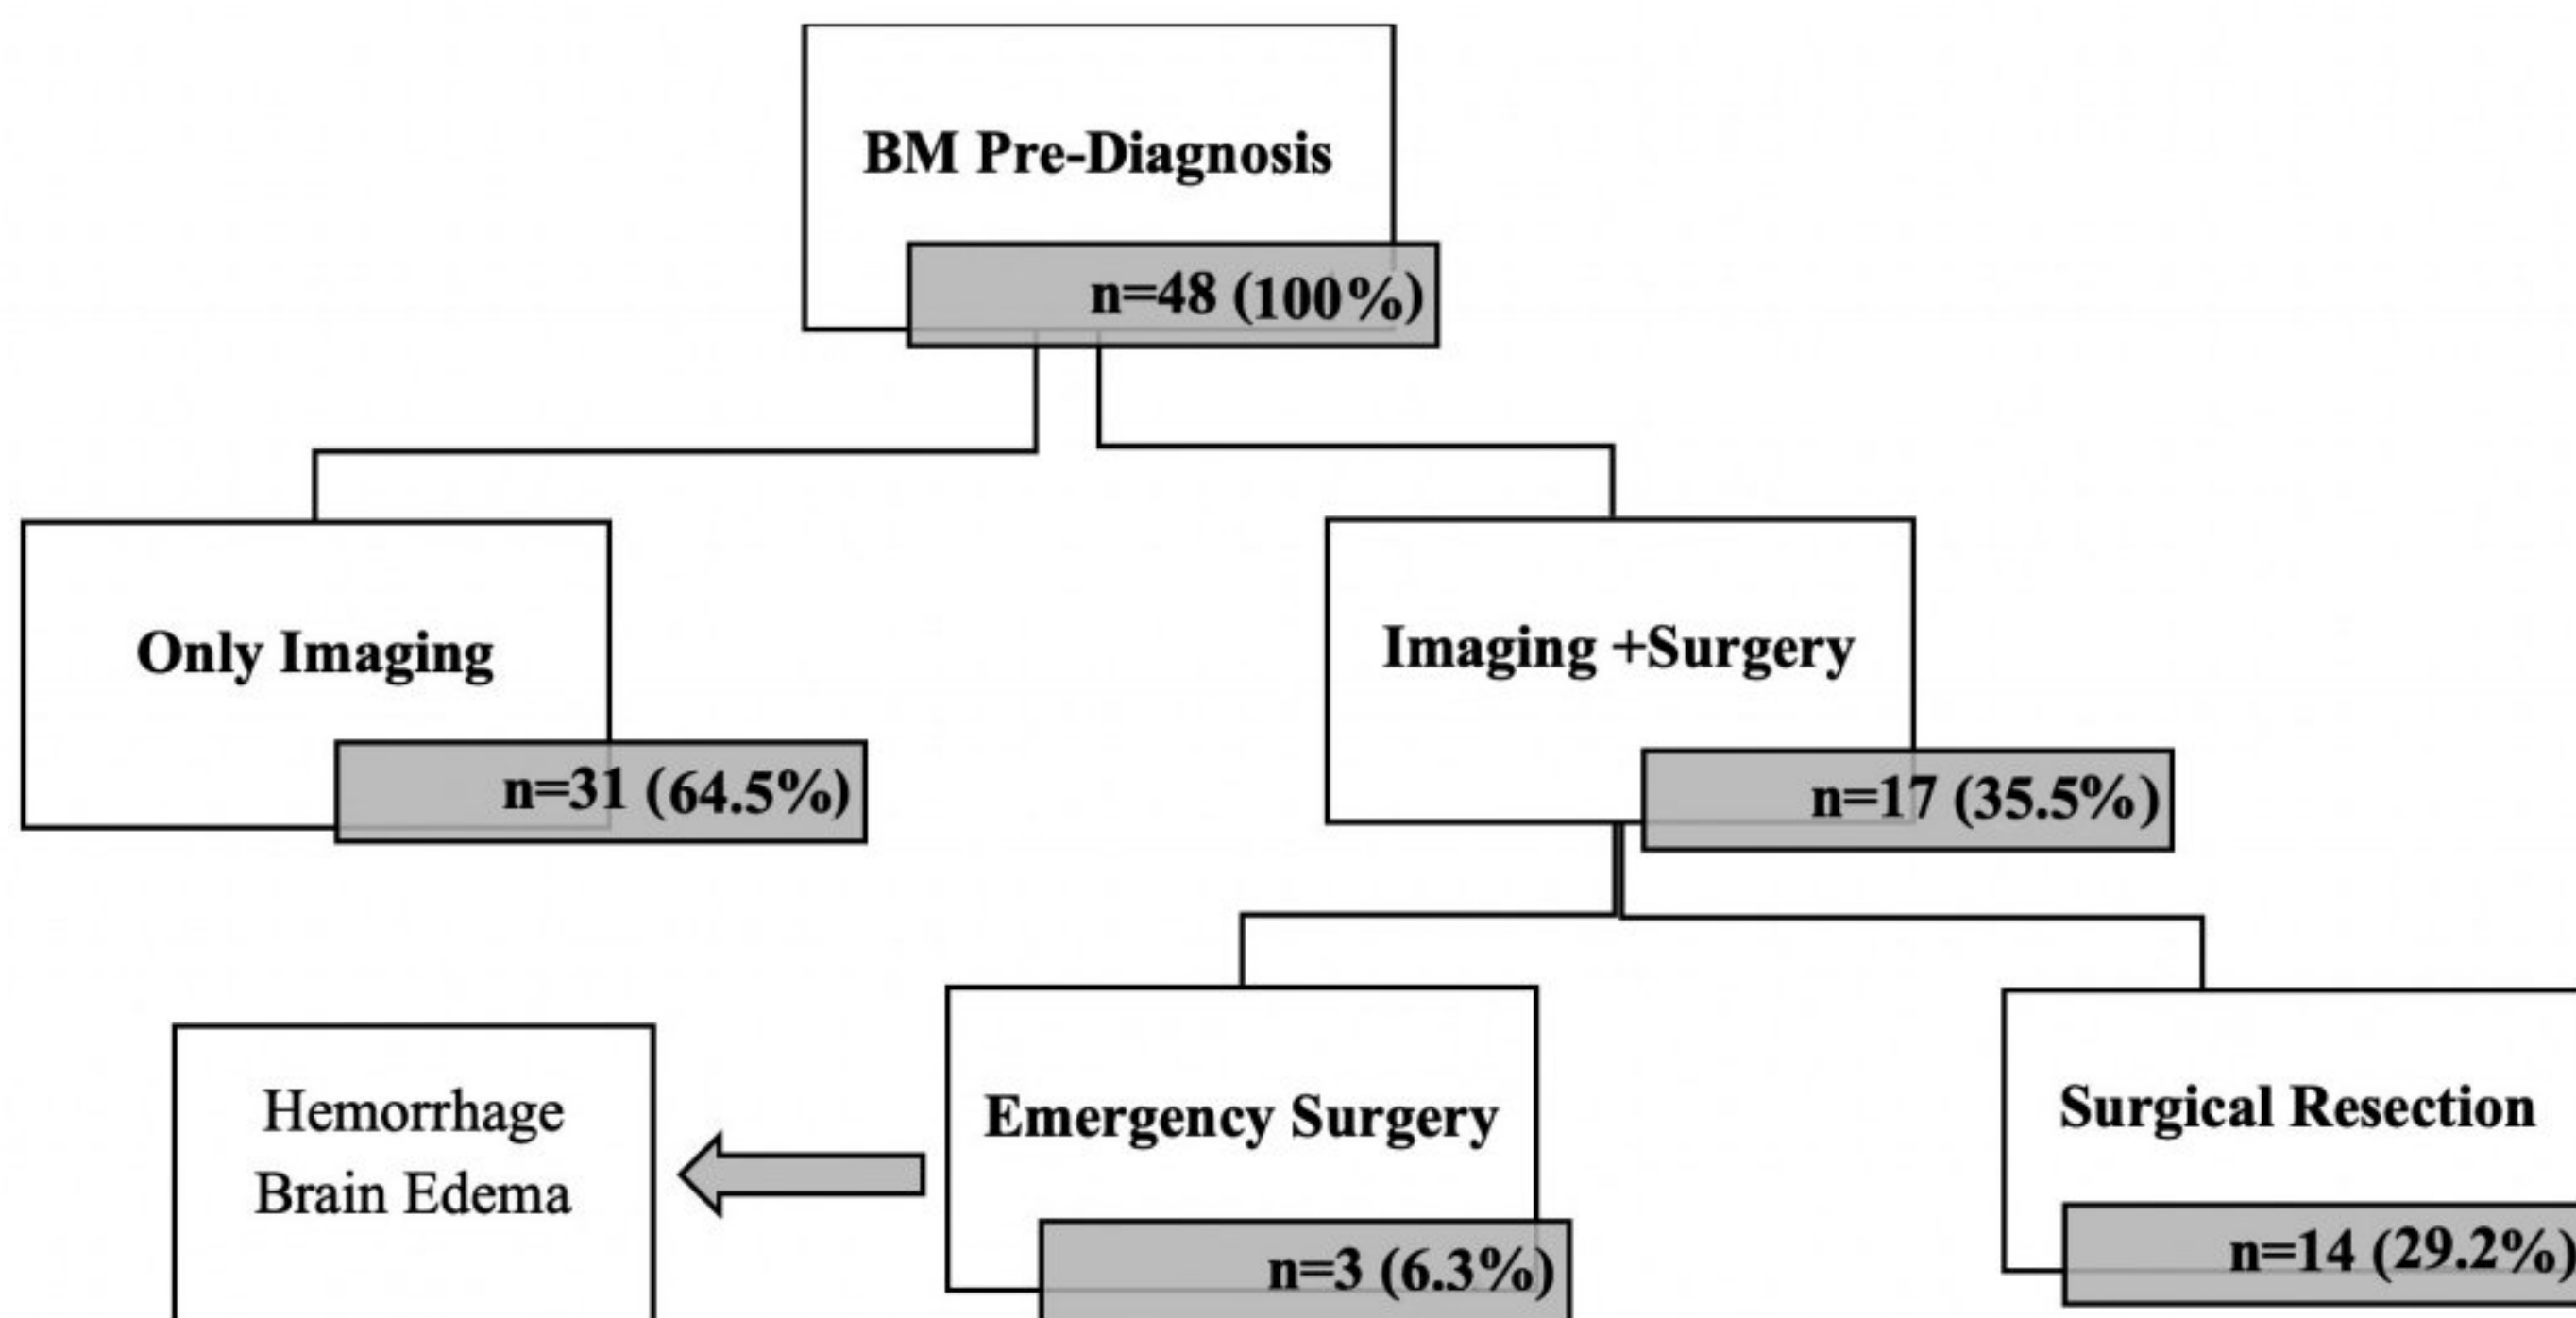 BM Pre-Diagnosis
n=48 (100%)
Only Imaging
n=31 (64.5%)
Imaging +Surgery
n=17 (35.5%)
Hemorrhage
Brain Edema
Emergency Surgery
n=3 (6.3%)
Surgical Resection
n=14 (29.2%)